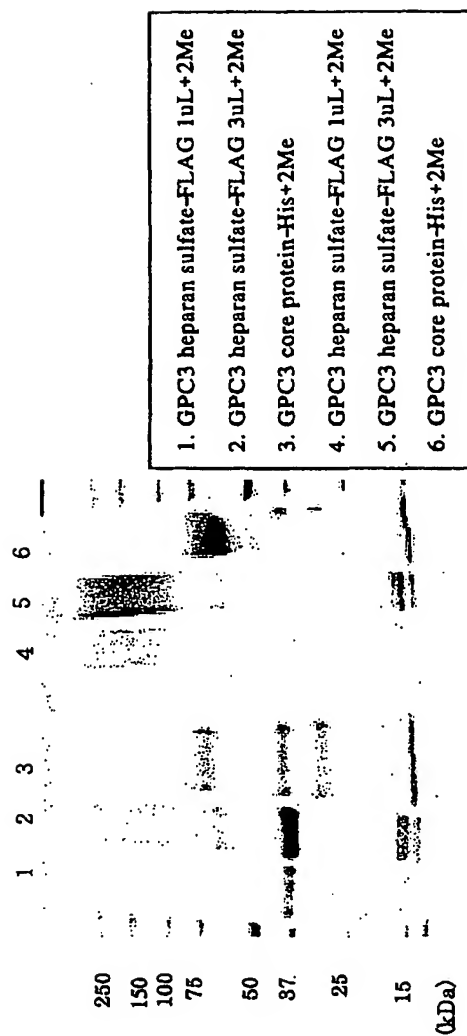 1 2 3 4 5 6
250
150
100
75
50
37.
25
15
(kDa)
1. GPC3 heparan sulfate-FLAG 1uL+2Me
2. GPC3 heparan sulfate-FLAG 3uL+2Me
3. GPC3 core protein-His+2Me
4. GPC3 heparan sulfate-FLAG 1uL+2Me
5. GPC3 heparan sulfate-FLAG 3uL+2Me
6. GPC3 core protein-His+2Me